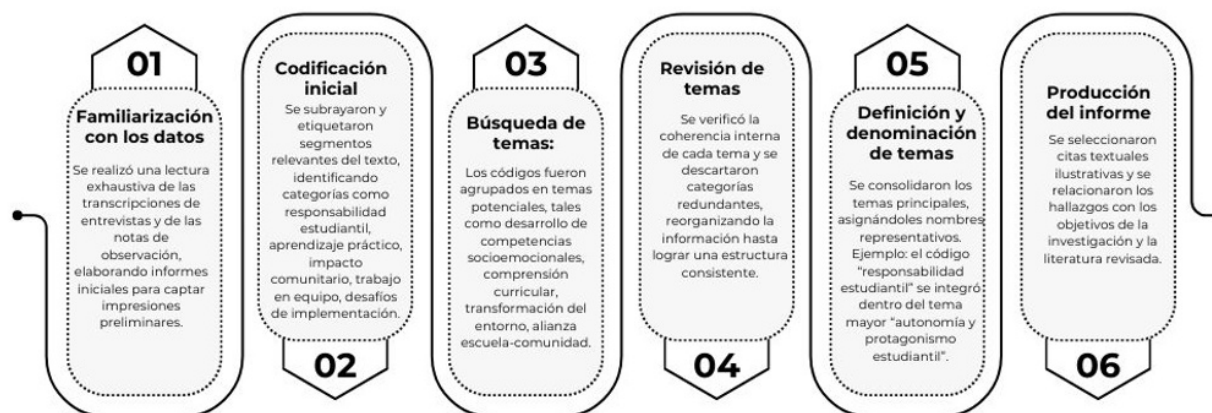 01
Familiarización
con los datos
Se realizó una lectura
exhaustiva de las
transcripciones de
entrevistas y de las
notas de
observación,
elaborando informes
iniciales para captar
impresiones
preliminares.
Codificación
inicial
Se subrayaron y
etiquetaron
segmentos
relevantes del texto,
identificando
categorías como
responsabilidad
estudiantil,
aprendizaje práctico,
impacto
comunitario, trabajo
en equipo, desafíos
de implementación.
02
03
Búsqueda de
temas:
Los códigos fueron
agrupados en temas
potenciales, tales
como desarrollo de
competencias
socioemocionales,
comprensión
curricular,
transformación del
entorno, alianza
escuela-comunidad.
Revisión de
temas
Se verificó la
coherencia interna
de cada tema y se
descartaron
categorías
redundantes,
reorganizando la
información hasta
lograr una estructura
consistente.
04
05
Definición y
denominación
de temas
Se consolidaron los
temas principales,
asignándoles nombres
representativos.
Ejemplo: el código
“responsabilidad
estudiantil” se integró
dentro del tema
mayor “autonomía y
protagonismo
estudiantil”.
Producción
del informe
Se seleccionaron
citas textuales
ilustrativas y se
relacionaron los
hallazgos con los
objetivos de la
investigación y la
literatura revisada.
06